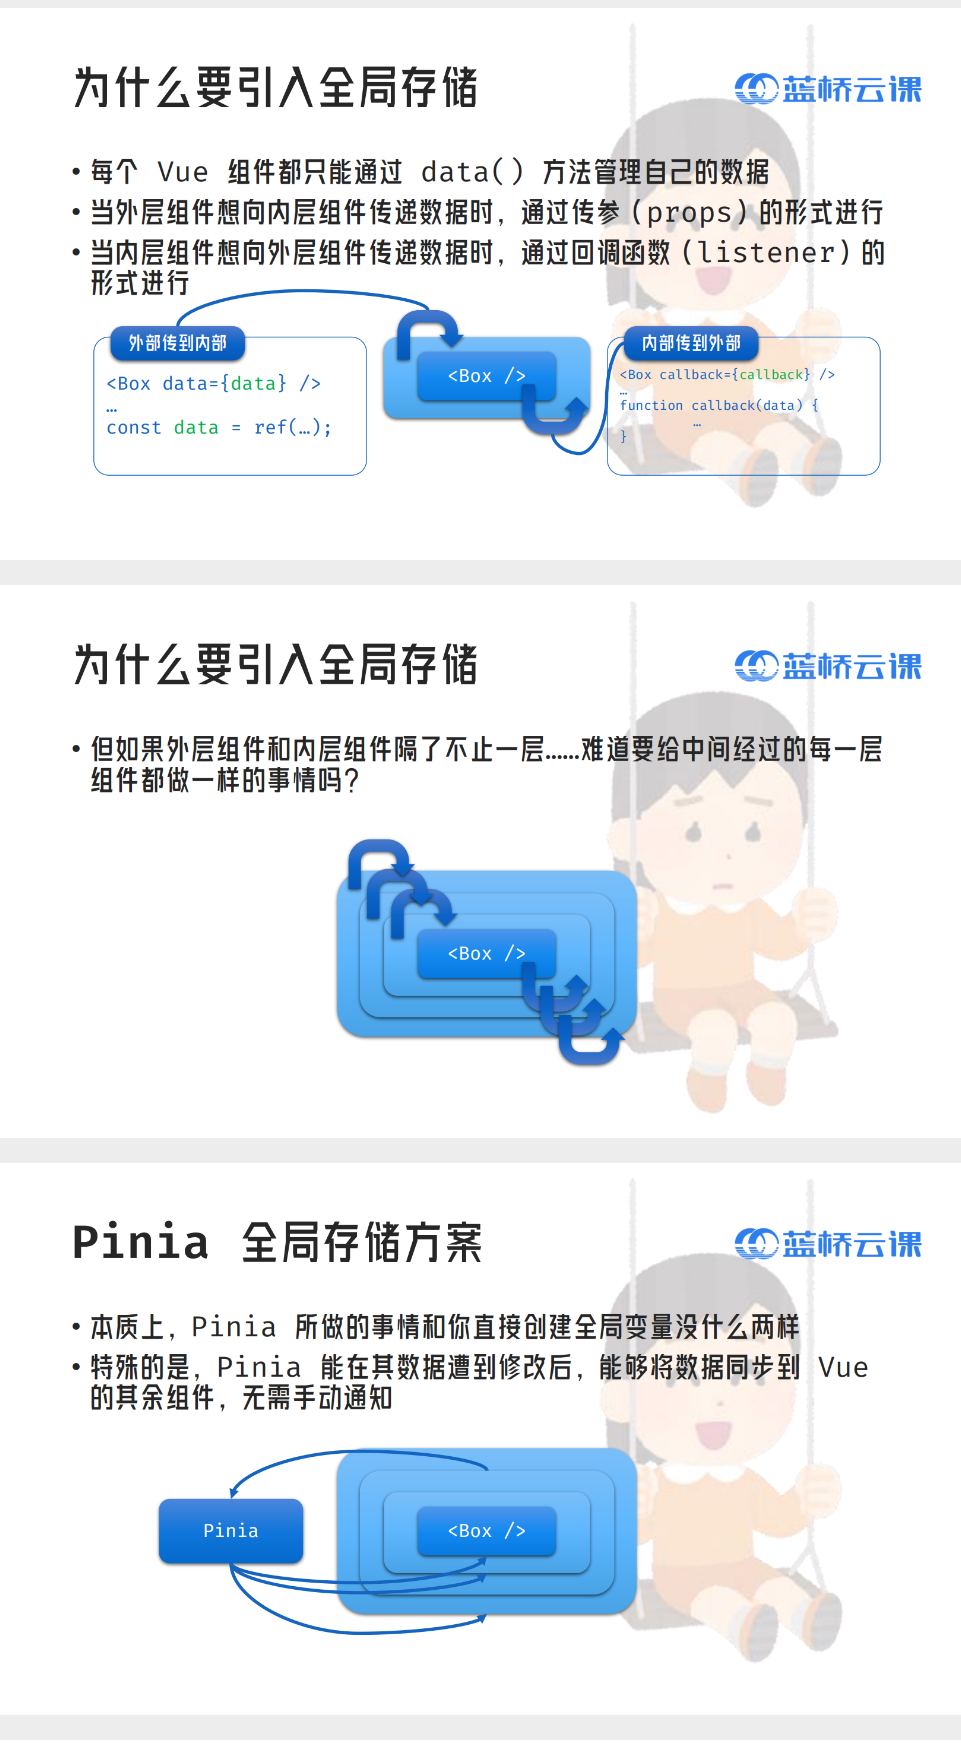 为什么要引入全局存储
蓝桥云课
• 每个 Vue 组件都只能通过 data() 方法管理自己的数据
• 当外层组件想向内层组件传递数据时，通过传参（props）的形式进行
• 当内层组件想向外层组件传递数据时，通过回调函数（listener）的
形式进行
外部传到内部
<Box data={data} />
…
const data = ref(…);
<Box />
内部传到外部
<Box callback={callback} />
…
function callback(data) {
…
}
为什么要引入全局存储
蓝桥云课
• 但如果外层组件和内层组件隔了不止一层……难道要给中间经过的每一层
组件都做一样的事情吗？
<Box />
Pinia 全局存储方案
蓝桥云课
• 本质上，Pinia 所做的事情和你直接创建全局变量没什么两样
• 特殊的是，Pinia 能在其数据遭到修改后，能够将数据同步到 Vue
的其余组件，无需手动通知
Pinia
<Box />